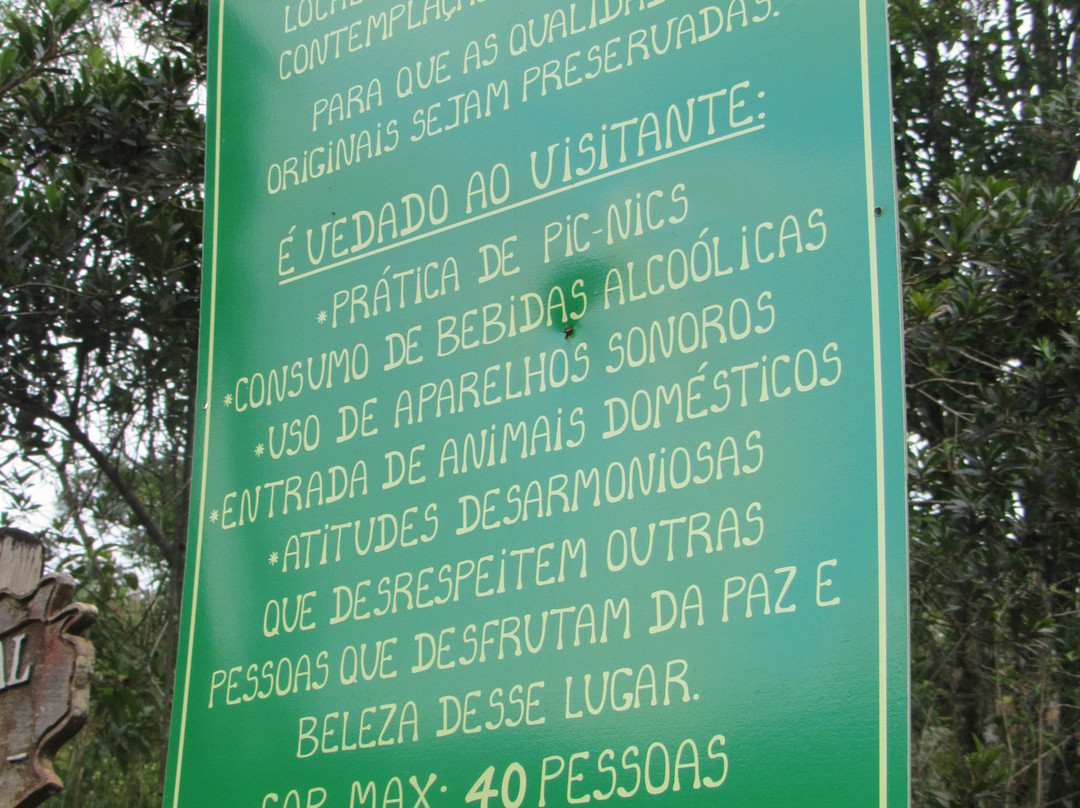 PARA QUE AS
ORIGINAIS SEJAM PRESERVADAS.
É VEDADO AO VISITANTE:
*PRÁTICA DE PIC-NICS
*CONSUMO DE BEBIDAS ALCOÓLICAS
*USO DE APARELHOS SONOROS
*ENTRADA DE ANIMAIS DOMÉSTICOS
*ATITUDES DESARMONIOSAS
QUE DESRESPEITEM OUTRAS
PESSOAS QUE DESFRUTAM DA PAZ E
BELEZA DESSE LUGAR.
MAX: 40 PESSOAS